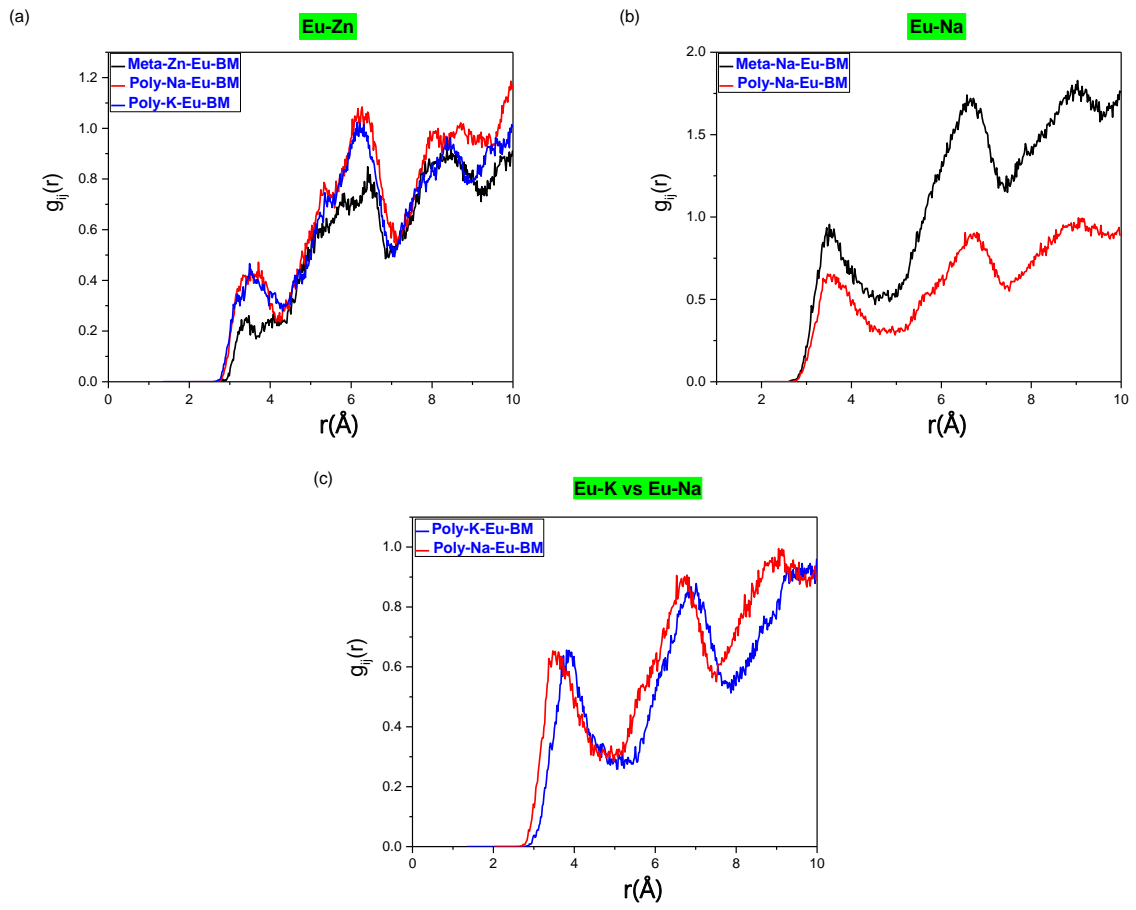 (a)
Eu-Zn
Meta-Zn-Eu-BM
Poly-Na-Eu-BM
Poly-K-Eu-BM
1.2
1.0
0.8
0.6
0.4
0.2
0.0
gij(r)
0 2 4 6 8 10
r(Å)
(b)
Eu-Na
Meta-Na-Eu-BM
Poly-Na-Eu-BM
2.0
1.5
1.0
0.5
0.0
gij(r)
2 4 6 8 10
r(Å)
(c)
Eu-K vs Eu-Na
Poly-K-Eu-BM
Poly-Na-Eu-BM
1.0
0.8
0.6
0.4
0.2
0.0
gij(r)
0 2 4 6 8 10
r(Å)